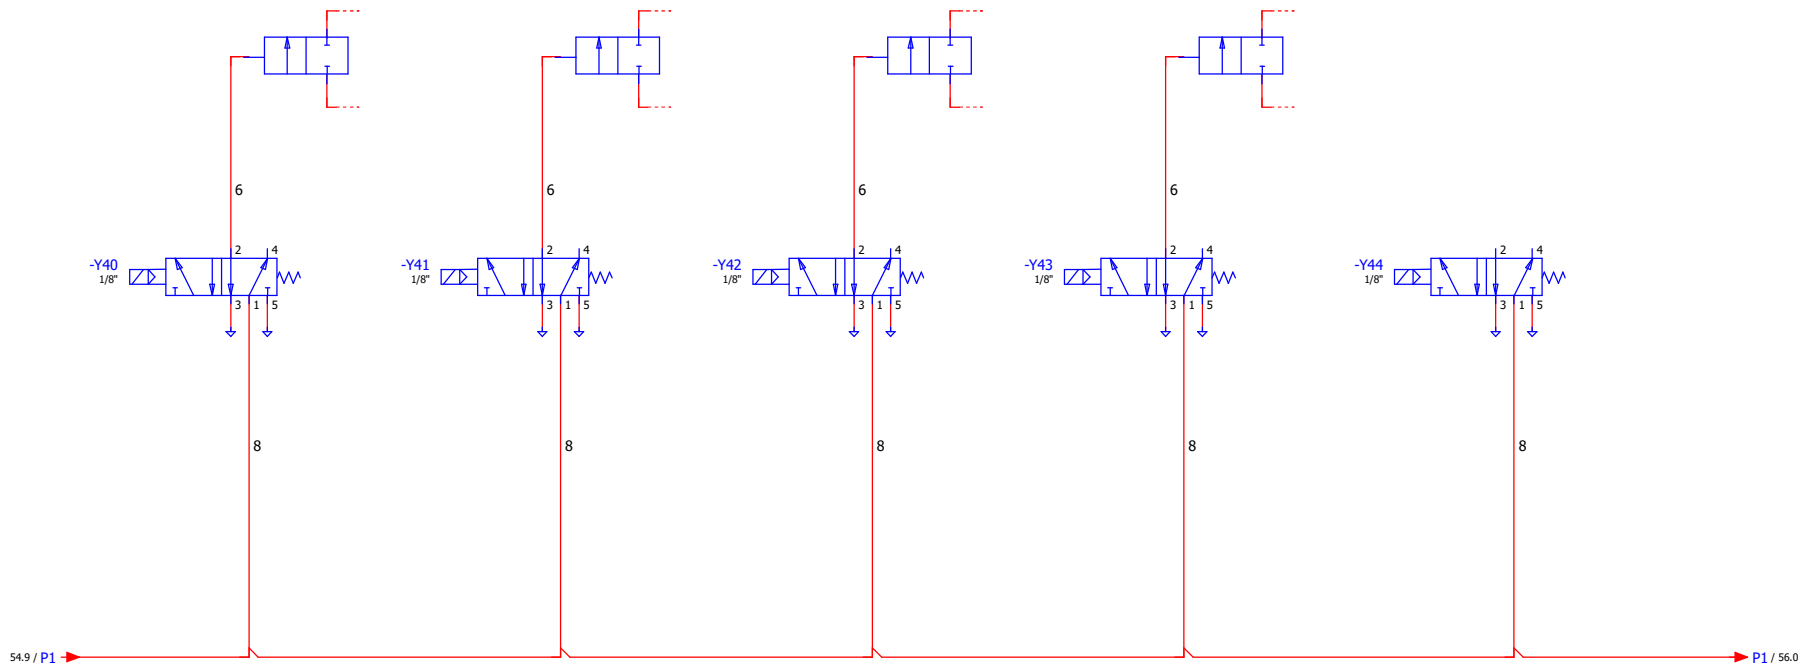 6 6 6 6
2 4 2 4 2 4 2 4 2 4
-Y40 -Y41 -Y42 -Y43 -Y44
1/8" 1/8" 1/8" 1/8" 1/8"
3 1 5 3 1 5 3 1 5 3 1 5 3 1 5
8 8 8 8 8
54.9 / P1 P1 / 56.0